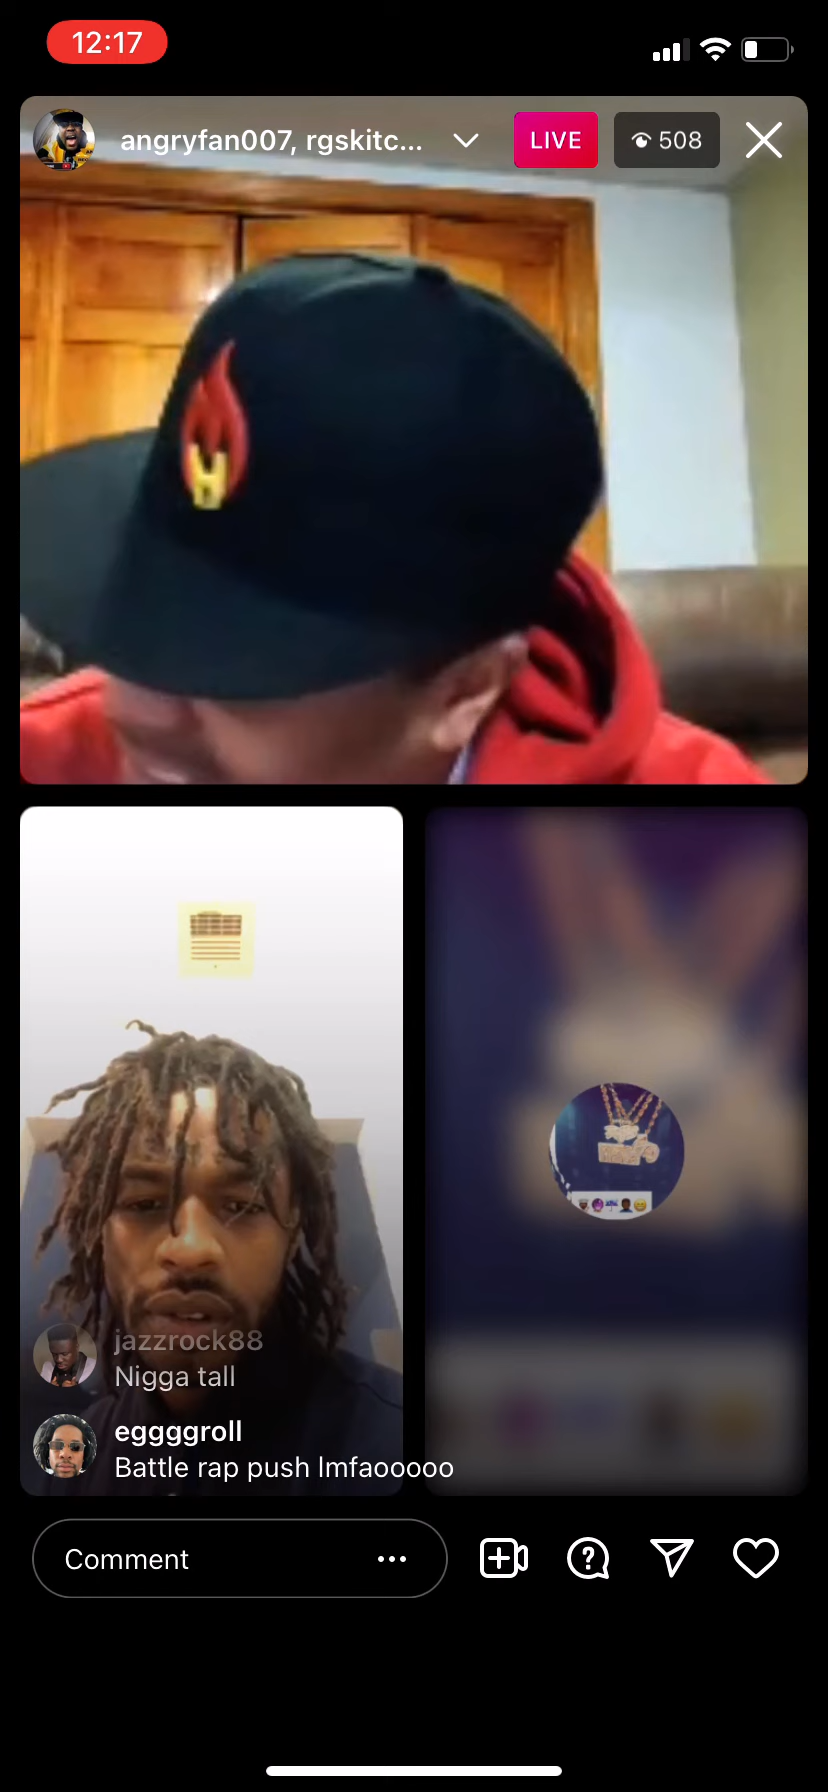 12:17
angryfan007, rgskitc...
LIVE
508
H
jazzrock88
Nigga tall
eggggroll
Battle rap push lmfaooooo
Comment